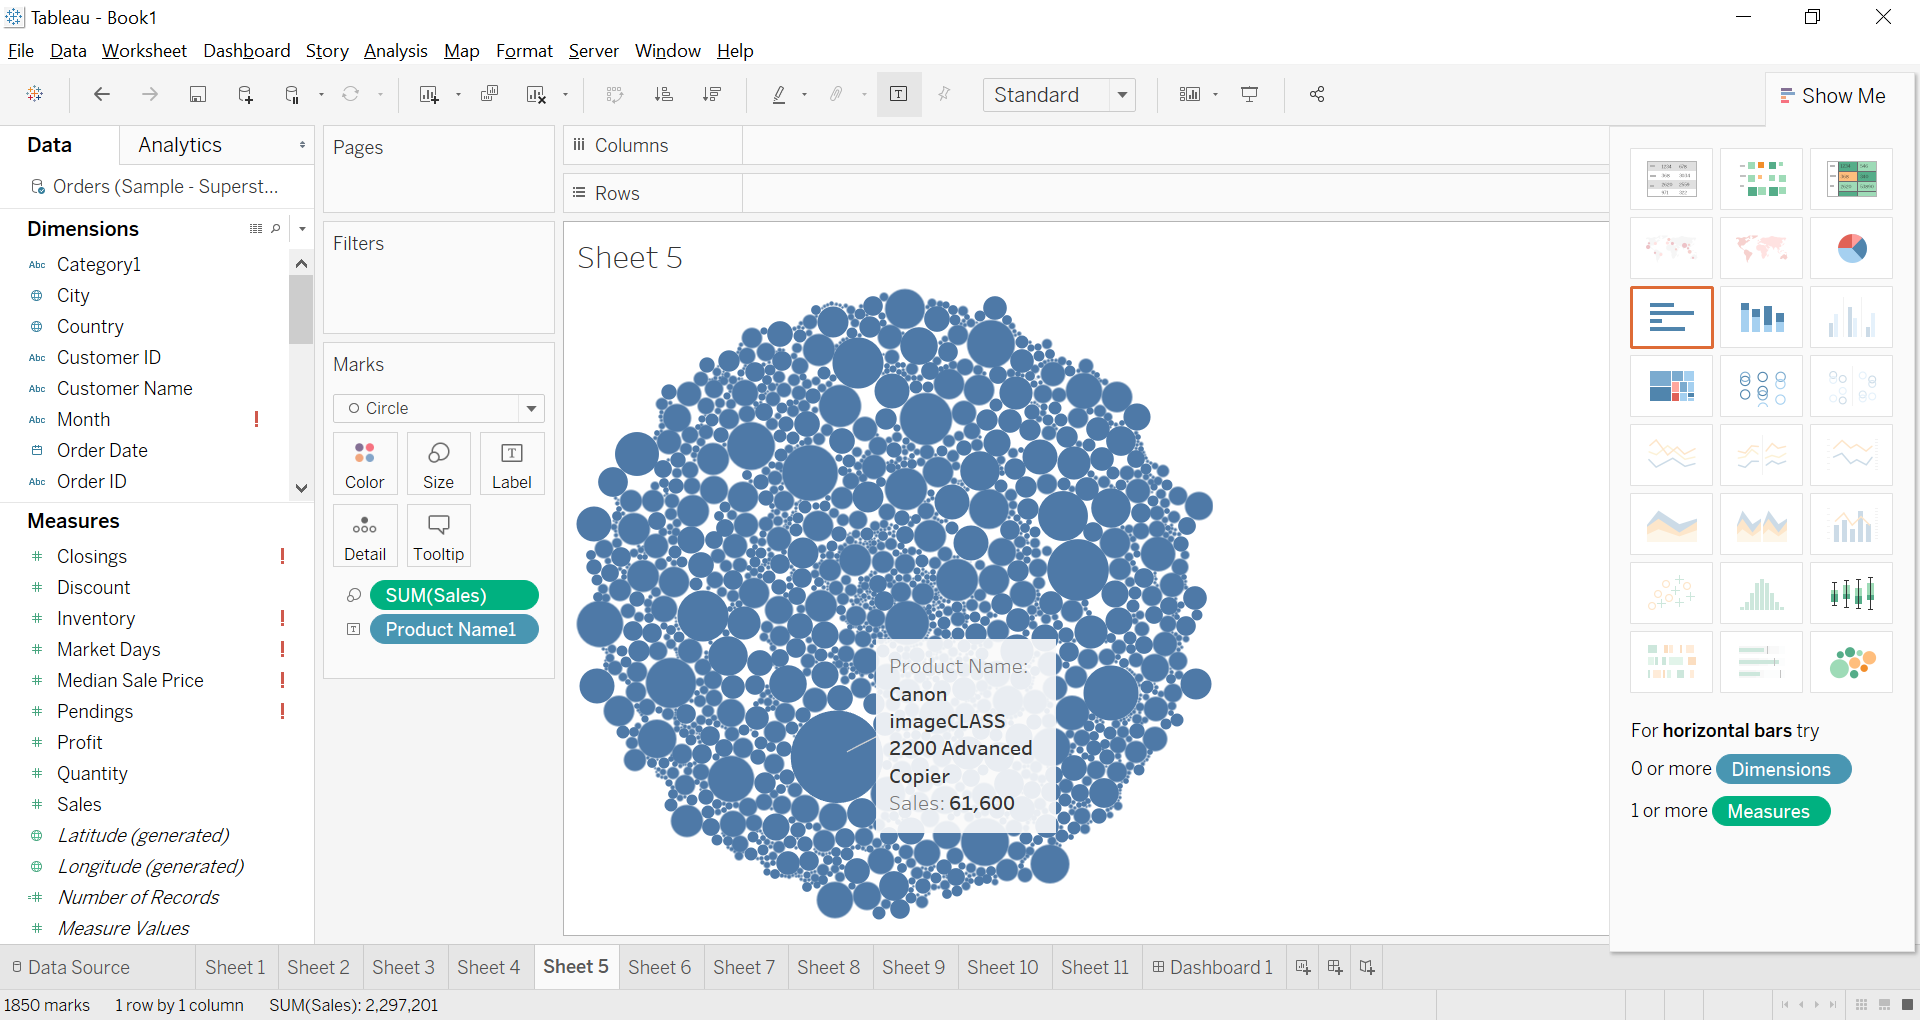 Tableau - Book1
File Data Worksheet Dashboard Story Analysis Map Format Server Window Help
Standard
Show Me
Data Analytics
Orders (Sample - Superst...
Dimensions
Abc Category1
City
Country
Abc Customer ID
Abc Customer Name
Abc Month
Order Date
Abc Order ID
Measures
Closings
Discount
Inventory
Market Days
Median Sale Price
Pendings
Profit
Quantity
Sales
Latitude (generated)
Longitude (generated)
Number of Records
Measure Values
Pages
Filters
Marks
Circle
Color Size Label
Detail Tooltip
SUM(Sales)
Product Name1
Columns
Rows
Sheet 5
Product Name:
Canon
imageCLASS
2200 Advanced
Copier
Sales: 61,600
For horizontal bars try
0 or more Dimensions
1 or more Measures
Data Source Sheet 1 Sheet 2 Sheet 3 Sheet 4 Sheet 5 Sheet 6 Sheet 7 Sheet 8 Sheet 9 Sheet 10 Sheet 11 Dashboard 1
1850 marks 1 row by 1 column SUM(Sales): 2,297,201